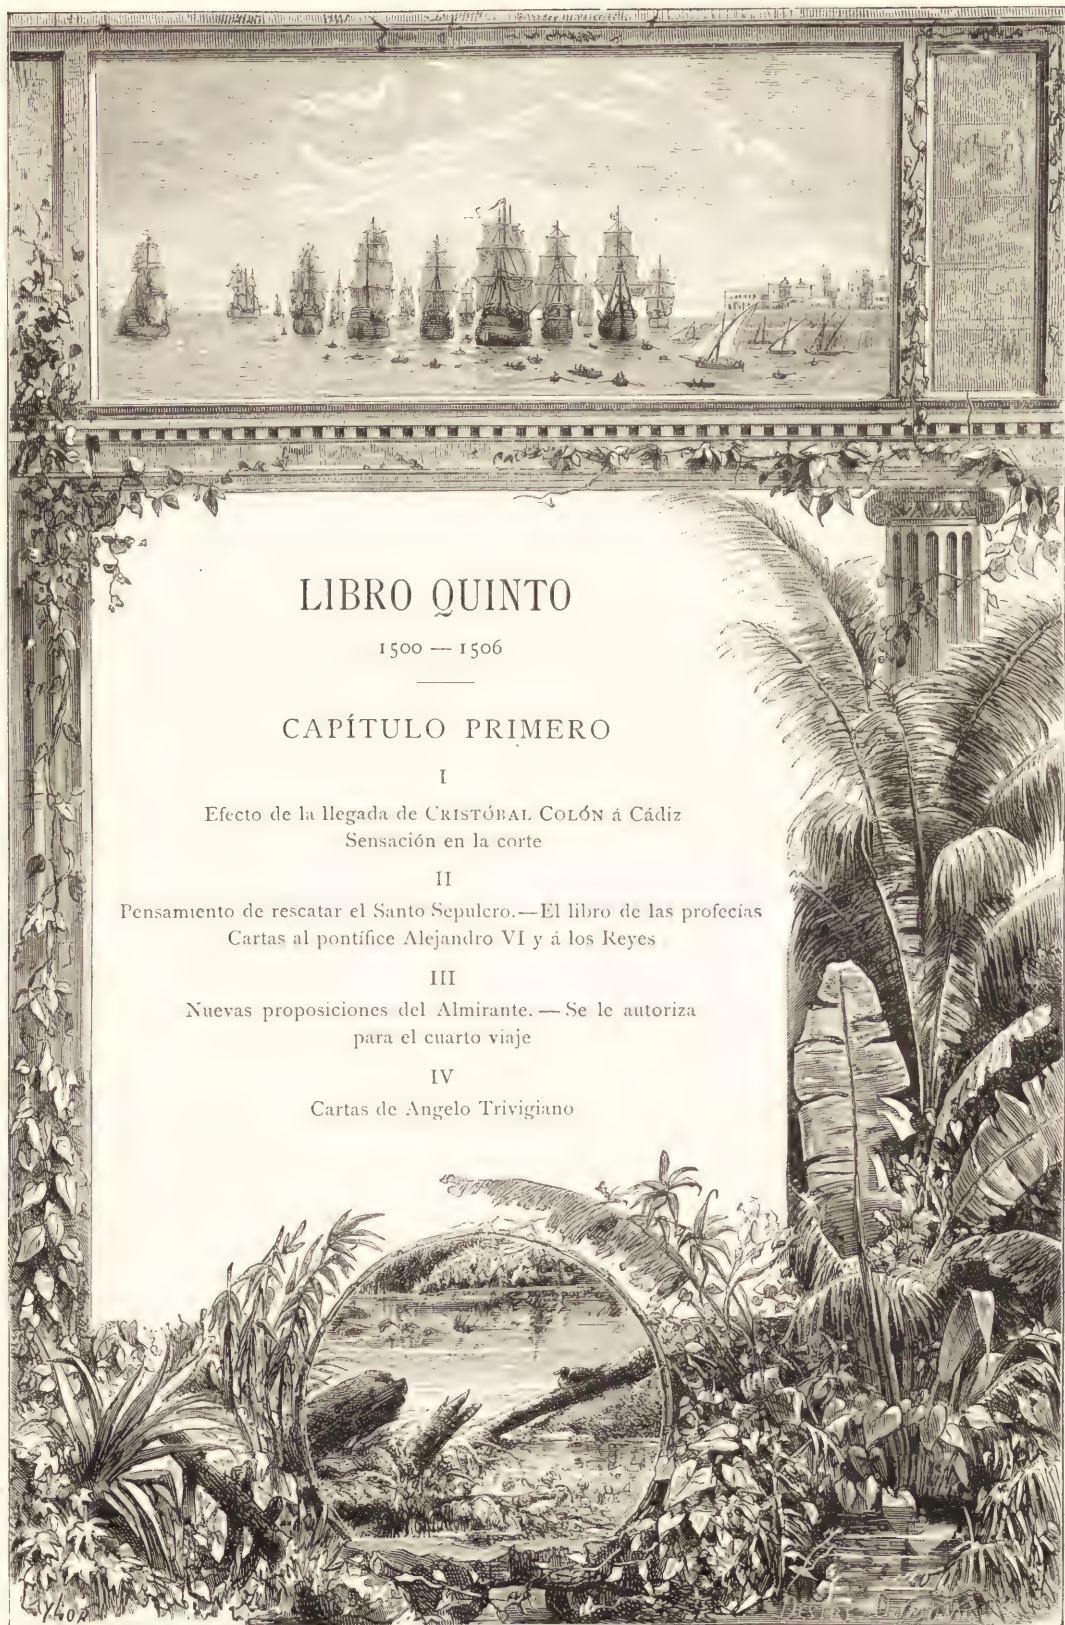 LIBRO QUINTO
1500 — 1506
CAPÍTULO PRIMERO
I
Efecto de la llegada de CRISTÓBAL COLÓN á Cádiz
Sensación en la corte
II
Pensamiento de rescatar el Santo Sepulcro.—El libro de las profecías
Cartas al pontífice Alejandro VI y á los Reyes
III
Nuevas proposiciones del Almirante. — Se le autoriza
para el cuarto viaje
IV
Cartas de Angelo Trivigiano